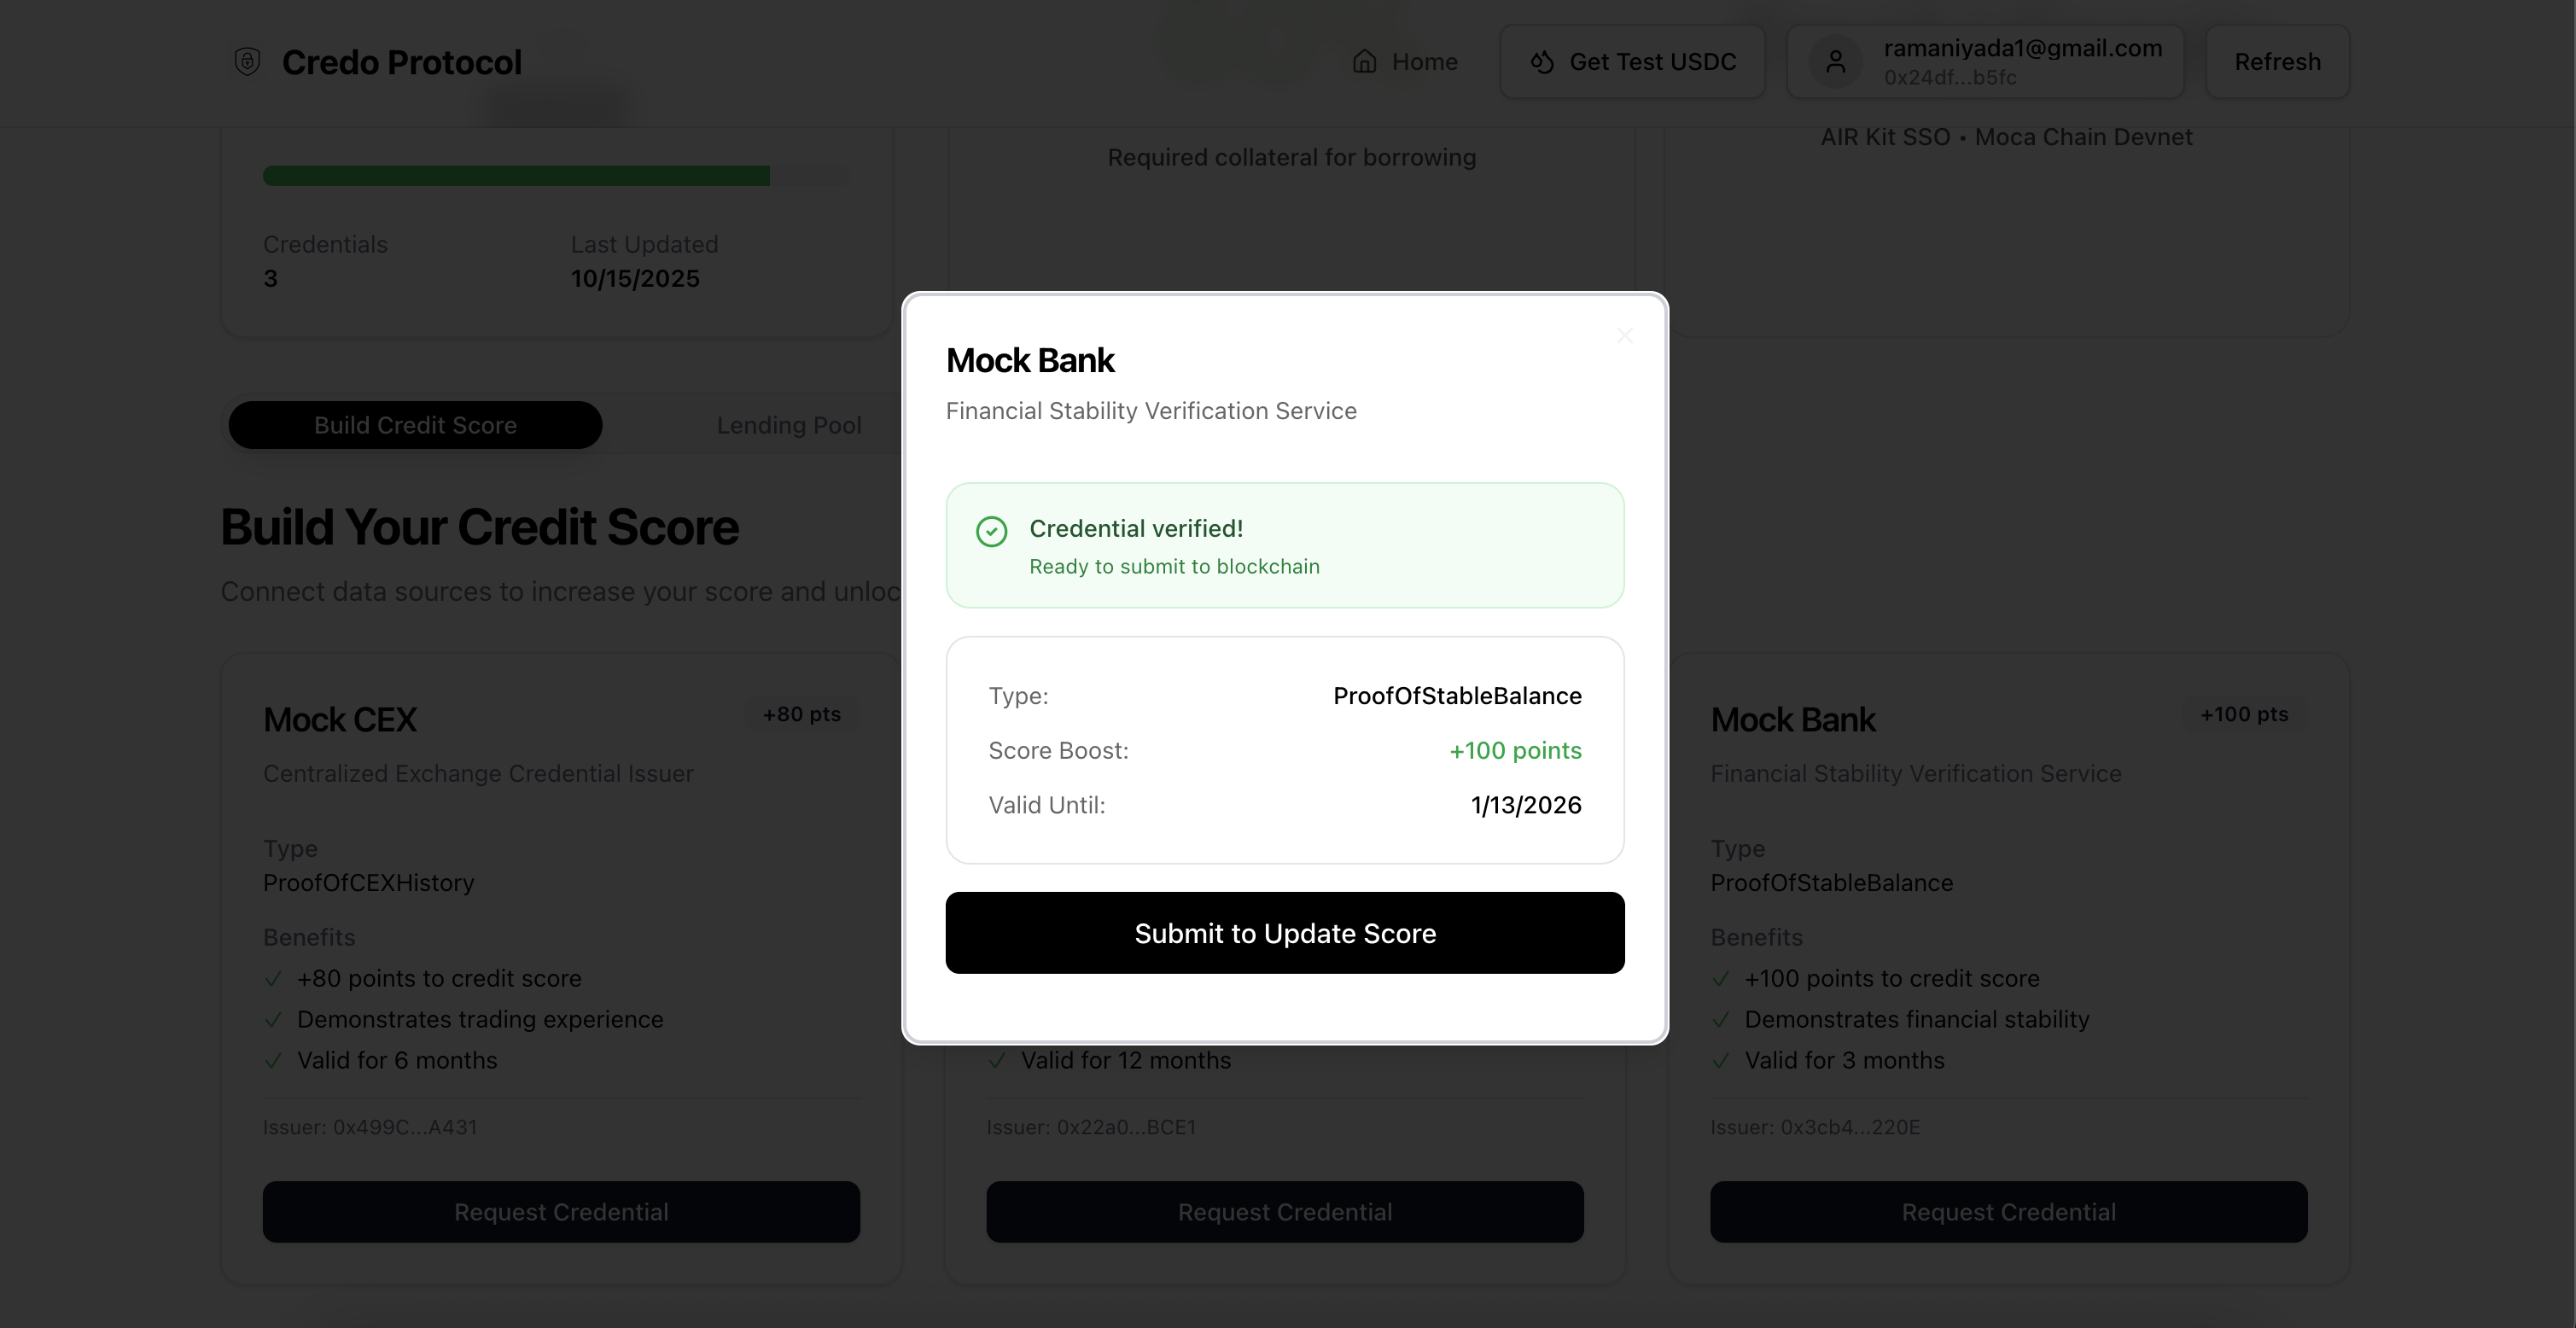 Credo Protocol
Home
Get Test USDC
ramaniyada1@gmail.com
0x24df...b5fc
Refresh
Credentials
3
Last Updated
10/15/2025
Required collateral for borrowing
AIR Kit SSO • Moca Chain Devnet
Build Credit Score
Lending Pool
Build Your Credit Score
Connect data sources to increase your score and
Mock Bank
Financial Stability Verification Service
Credential verified!
Ready to submit to blockchain
Type: ProofOfStableBalance
Score Boost: +100 points
Valid Until: 1/13/2026
Submit to Update Score
Mock CEX
+80 pts
Centralized Exchange Credential Issuer
Type
ProofOfCEXHistory
Benefits
+80 points to credit score
Demonstrates trading experience
Valid for 6 months
Issuer: 0x499C...A431
Request Credential
Valid for 12 months
Issuer: 0x22a0...BCE1
Request Credential
Mock Bank
+100 pts
Financial Stability Verification Service
Type
ProofOfStableBalance
Benefits
+100 points to credit score
Demonstrates financial stability
Valid for 3 months
Issuer: 0x3cb4...220E
Request Credential